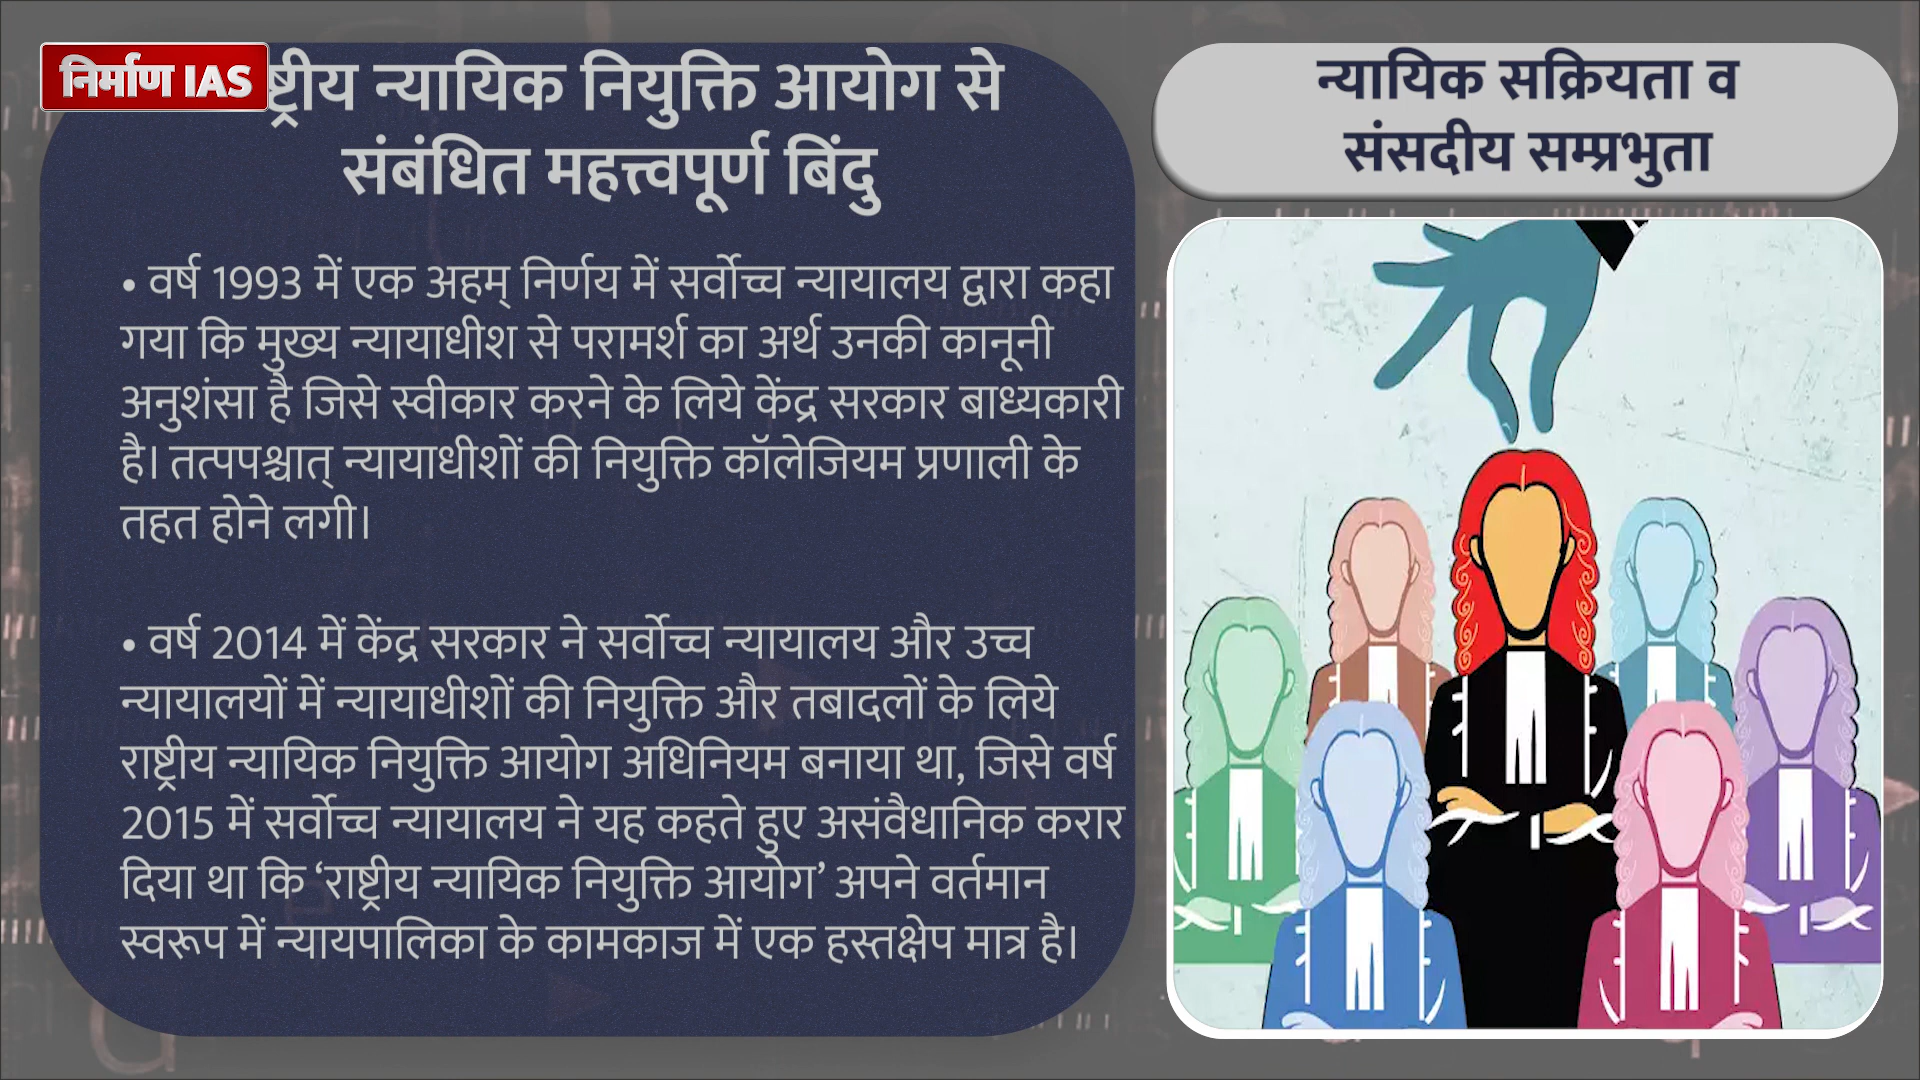 निर्माण IAS
ष्ट्रीय न्यायिक नियुक्ति आयोग से
संबंधित महत्त्वपूर्ण बिंदु
• वर्ष 1993 में एक अहम् निर्णय में सर्वोच्च न्यायालय द्वारा कहा
गया कि मुख्य न्यायाधीश से परामर्श का अर्थ उनकी कानूनी
अनुशंसा है जिसे स्वीकार करने के लिये केंद्र सरकार बाध्यकारी
है। तत्पपश्चात् न्यायाधीशों की नियुक्ति कॉलेजियम प्रणाली के
तहत होने लगी।
• वर्ष 2014 में केंद्र सरकार ने सर्वोच्च न्यायालय और उच्च
न्यायालयों में न्यायाधीशों की नियुक्ति और तबादलों के लिये
राष्ट्रीय न्यायिक नियुक्ति आयोग अधिनियम बनाया था, जिसे वर्ष
2015 में सर्वोच्च न्यायालय ने यह कहते हुए असंवैधानिक करार
दिया था कि ‘राष्ट्रीय न्यायिक नियुक्ति आयोग’ अपने वर्तमान
स्वरूप में न्यायपालिका के कामकाज में एक हस्तक्षेप मात्र है।
न्यायिक सक्रियता व
संसदीय सम्प्रभुता